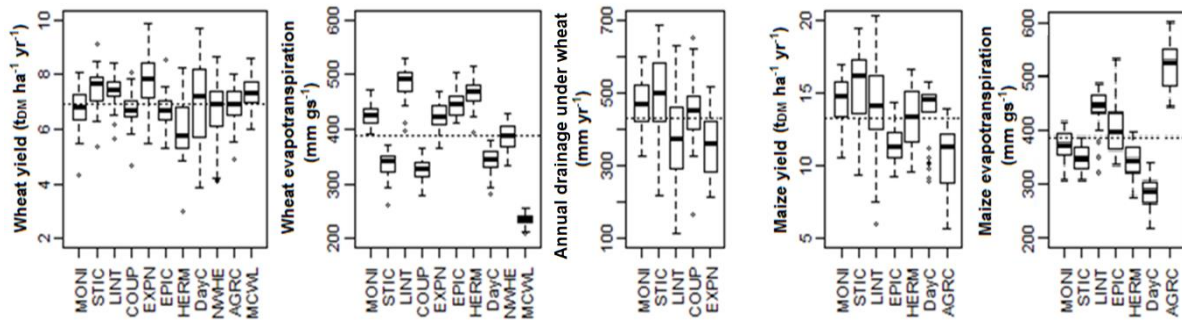 Wheat yield (tDM ha-1 yr-1)
10
8
6
4
2
MONI
STIC
LINT
COUP
EXPN
EPIC
HERM
DayC
NWHE
AGRC
MCWL
Wheat evapotranspiration
(mm gs-1)
600
500
400
300
200
MONI
STIC
LINT
COUP
EXPN
EPIC
HERM
DayC
NWHE
MCWL
Annual drainage under wheat
(mm yr-1)
700
500
300
100
MONI
STIC
LINT
COUP
EXPN
Maize yield (tDM ha-1 yr-1)
20
15
10
5
MONI
STIC
LINT
EPIC
HERM
DayC
AGRC
Maize evapotranspiration
(mm gs-1)
600
500
400
300
200
MONI
STIC
LINT
EPIC
HERM
DayC
AGRC